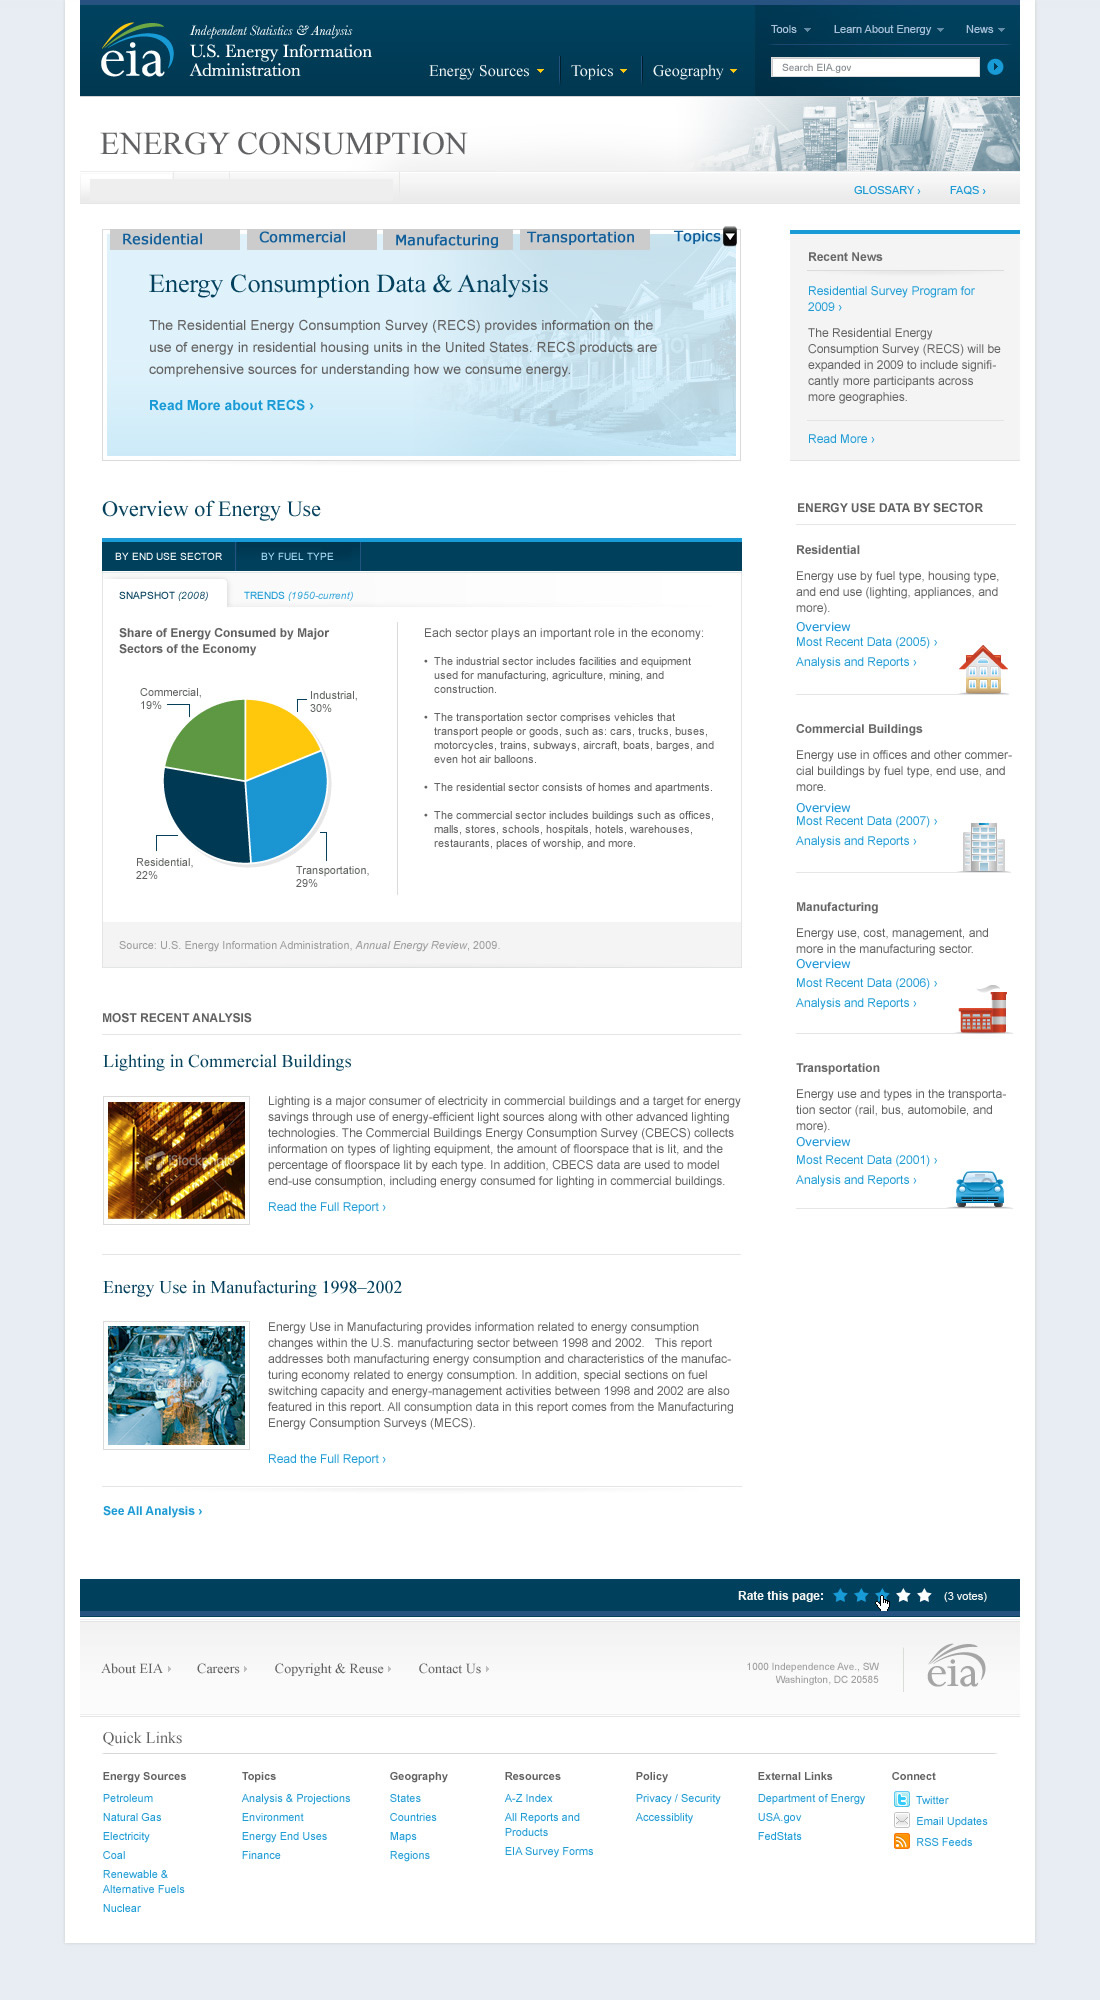 eia
Independent Statistics & Analysis
U.S. Energy Information
Administration
Energy Sources
Topics
Geography
Tools
Learn About Energy
News
Search EIA.gov
ENERGY CONSUMPTION
GLOSSARY ›
FAQS ›
Residential
Commercial
Manufacturing
Transportation
Topics
Energy Consumption Data & Analysis
The Residential Energy Consumption Survey (RECS) provides information on the
use of energy in residential housing units in the United States. RECS products are
comprehensive sources for understanding how we consume energy.
Read More about RECS ›
Recent News
Residential Survey Program for
2009 ›
The Residential Energy
Consumption Survey (RECS) will be
expanded in 2009 to include signifi-
cantly more participants across
more geographies.
Read More ›
Overview of Energy Use
BY END USE SECTOR
BY FUEL TYPE
SNAPSHOT (2008)
TRENDS (1950-current)
Share of Energy Consumed by Major
Sectors of the Economy
Commercial,
19%
Industrial,
30%
Residential,
22%
Transportation,
29%
Each sector plays an important role in the economy:
• The industrial sector includes facilities and equipment
used for manufacturing, agriculture, mining, and
construction.
• The transportation sector comprises vehicles that
transport people or goods, such as: cars, trucks, buses,
motorcycles, trains, subways, aircraft, boats, barges, and
even hot air balloons.
• The residential sector consists of homes and apartments.
• The commercial sector includes buildings such as offices,
malls, stores, schools, hospitals, hotels, warehouses,
restaurants, places of worship, and more.
Source: U.S. Energy Information Administration, Annual Energy Review, 2009.
ENERGY USE DATA BY SECTOR
Residential
Energy use by fuel type, housing type,
and end use (lighting, appliances, and
more).
Overview
Most Recent Data (2005) ›
Analysis and Reports ›
Commercial Buildings
Energy use in offices and other commer-
cial buildings by fuel type, end use, and
more.
Overview
Most Recent Data (2007) ›
Analysis and Reports ›
Manufacturing
Energy use, cost, management, and
more in the manufacturing sector.
Overview
Most Recent Data (2006) ›
Analysis and Reports ›
Transportation
Energy use and types in the transporta-
tion sector (rail, bus, automobile, and
more).
Overview
Most Recent Data (2001) ›
Analysis and Reports ›
MOST RECENT ANALYSIS
Lighting in Commercial Buildings
iStockphoto
Lighting is a major consumer of electricity in commercial buildings and a target for energy
savings through use of energy-efficient light sources along with other advanced lighting
technologies. The Commercial Buildings Energy Consumption Survey (CBECS) collects
information on types of lighting equipment, the amount of floorspace that is lit, and the
percentage of floorspace lit by each type. In addition, CBECS data are used to model
end-use consumption, including energy consumed for lighting in commercial buildings.
Read the Full Report ›
Energy Use in Manufacturing 1998–2002
Energy Use in Manufacturing provides information related to energy consumption
changes within the U.S. manufacturing sector between 1998 and 2002. This report
addresses both manufacturing energy consumption and characteristics of the manufac-
turing economy related to energy consumption. In addition, special sections on fuel
switching capacity and energy-management activities between 1998 and 2002 are also
featured in this report. All consumption data in this report comes from the Manufacturing
Energy Consumption Surveys (MECS).
Read the Full Report ›
See All Analysis ›
Rate this page:
(3 votes)
About EIA
Careers
Copyright & Reuse
Contact Us
1000 Independence Ave., SW
Washington, DC 20585
eia
Quick Links
Energy Sources
Petroleum
Natural Gas
Electricity
Coal
Renewable &
Alternative Fuels
Nuclear
Topics
Analysis & Projections
Environment
Energy End Uses
Finance
Geography
States
Countries
Maps
Regions
Resources
A-Z Index
All Reports and
Products
EIA Survey Forms
Policy
Privacy / Security
Accessiblity
External Links
Department of Energy
USA.gov
FedStats
Connect
Twitter
Email Updates
RSS Feeds